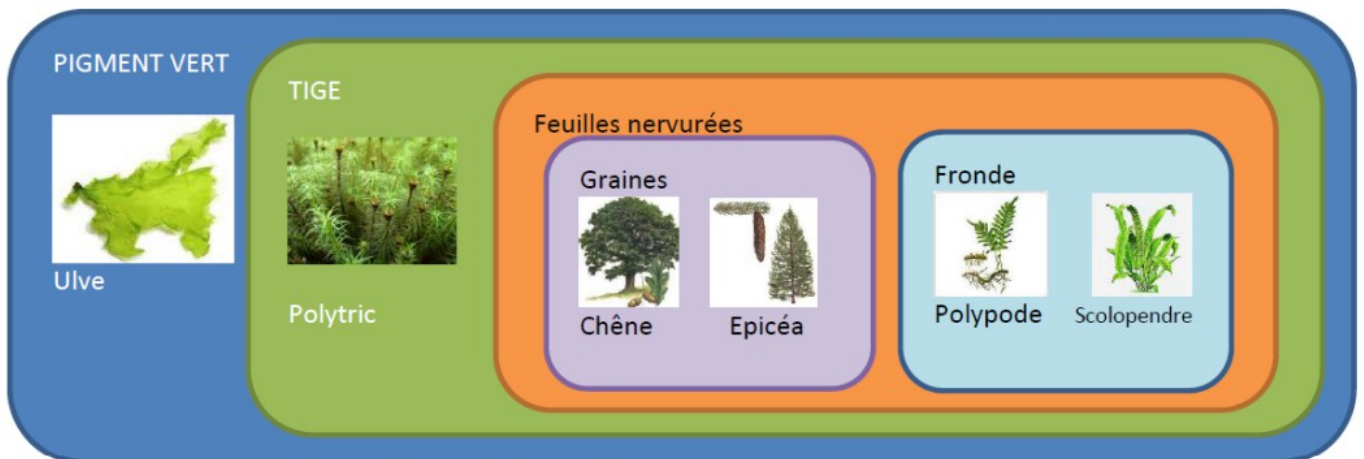 PIGMENT VERT
Ulve
TIGE
Polytric
Feuilles nervurées
Graines
Chêne
Epicéa
Fronde
Polypode
Scolopendre